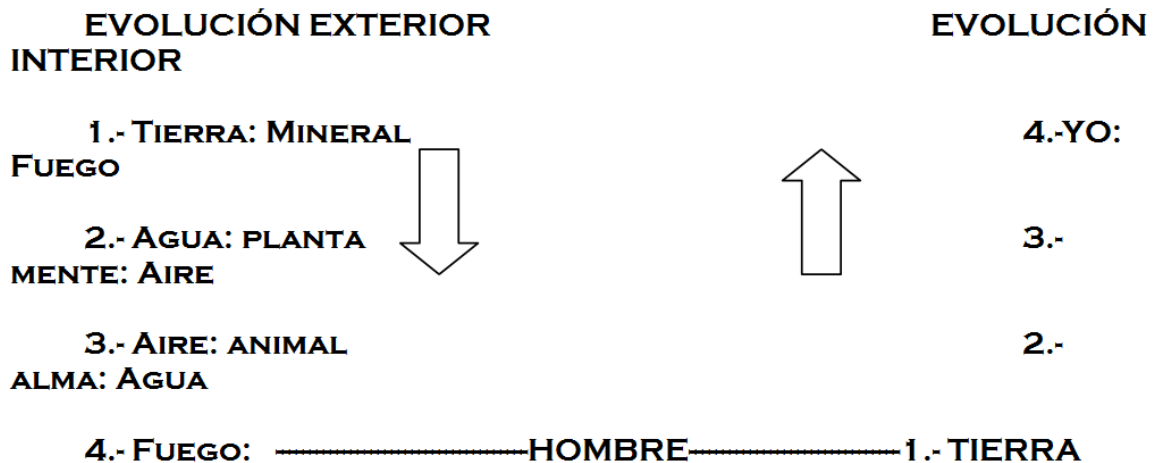 EVOLUCIÓN EXTERIOR EVOLUCIÓN
INTERIOR
1.- TIERRA: MINERAL 4.-YO:
FUEGO
2.- AGUA: PLANTA 3.-
MENTE: AIRE
3.- AIRE: ANIMAL 2.-
ALMA: AGUA
4.- FUEGO: ----------------------HOMBRE------------------1.- TIERRA